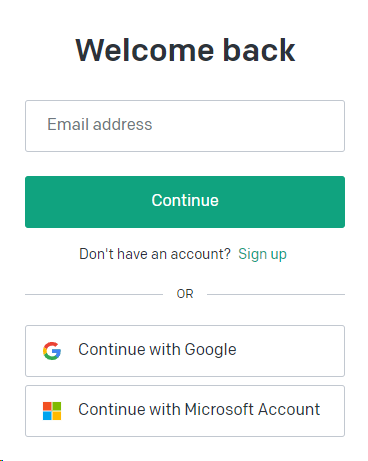 Welcome back
Email address
Continue
Don't have an account? Sign up
OR
Continue with Google
Continue with Microsoft Account